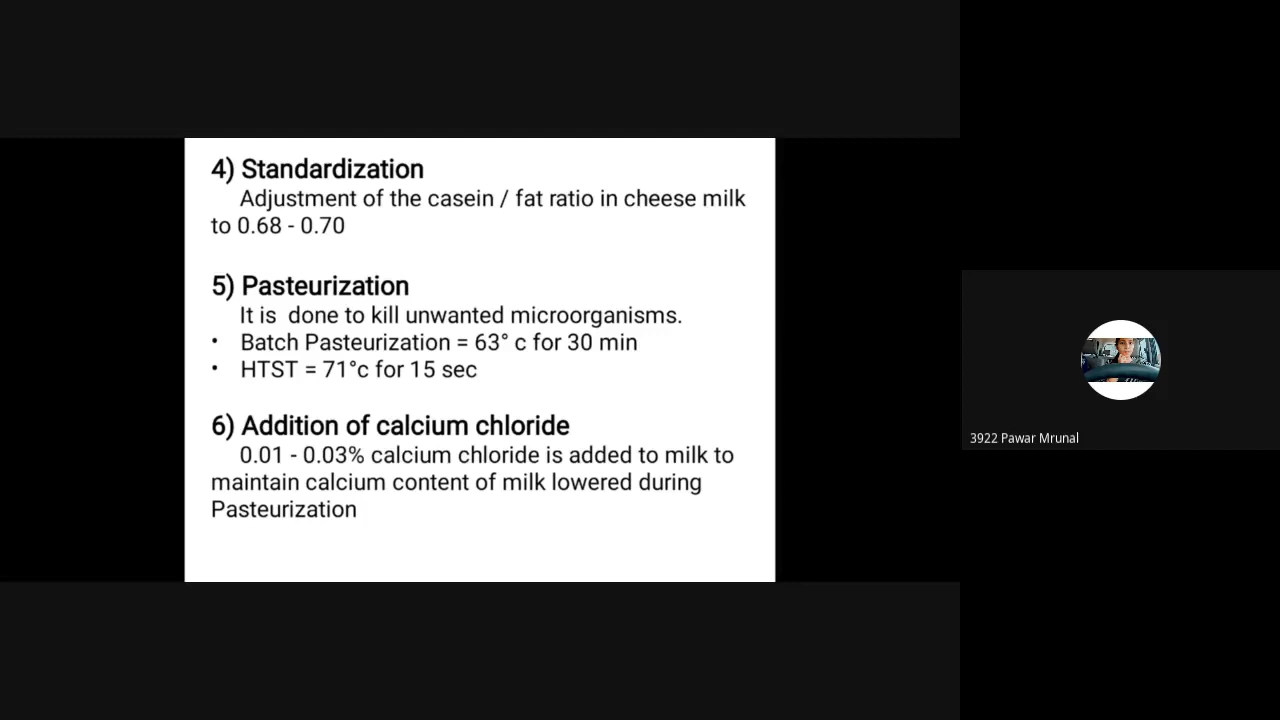 4) Standardization
Adjustment of the casein / fat ratio in cheese milk
to 0.68 - 0.70
5) Pasteurization
It is  done to kill unwanted microorganisms.
• Batch Pasteurization = 63° c for 30 min
• HTST = 71°c for 15 sec
6) Addition of calcium chloride
0.01 - 0.03% calcium chloride is added to milk to
maintain calcium content of milk lowered during
Pasteurization
3922 Pawar Mrunal